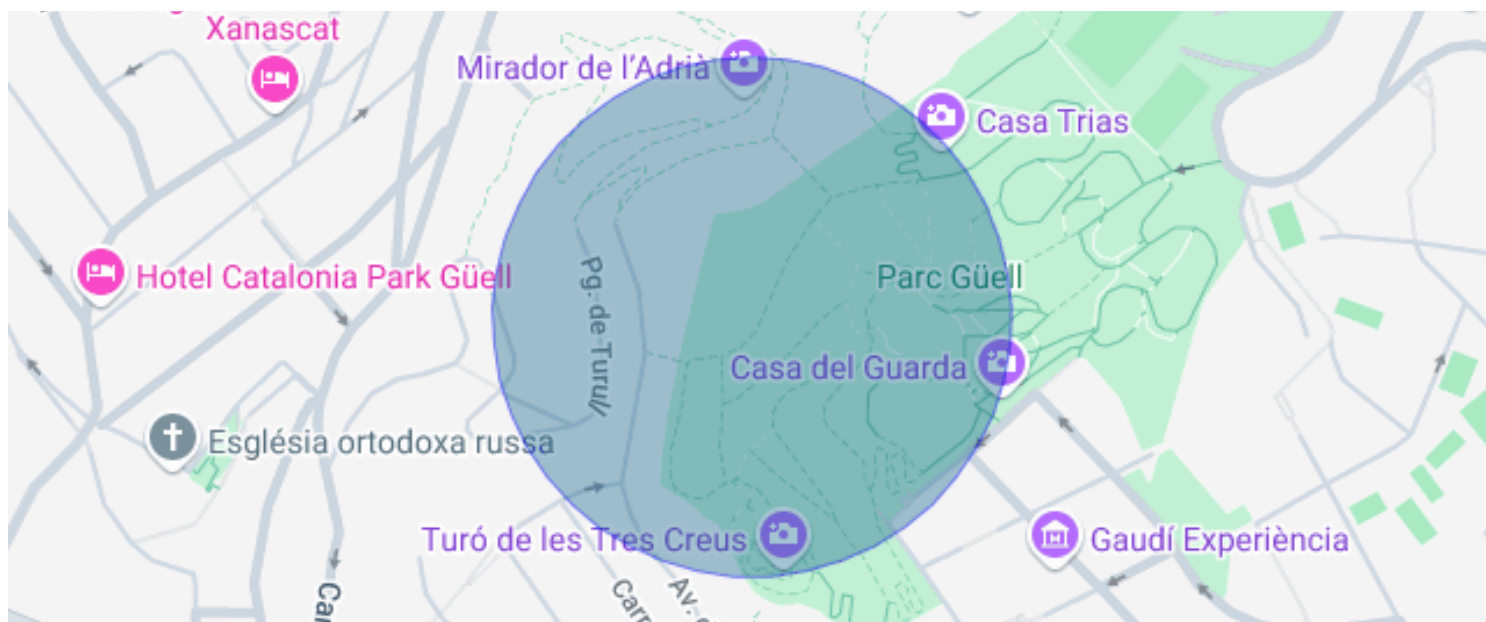 Xanascat
Mirador de l'Adrià
Casa Trias
Hotel Catalonia Park Güell
Parc Güell
Pg. de Turull
Casa del Guarda
Església ortodoxa russa
Turó de les Tres Creus
Gaudí Experiència